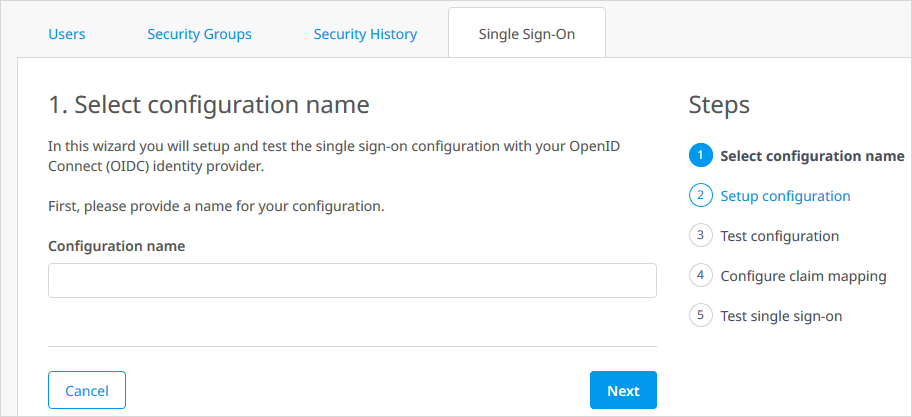 Users Security Groups Security History Single Sign-On
1. Select configuration name
In this wizard you will setup and test the single sign-on configuration with your OpenID
Connect (OIDC) identity provider.
First, please provide a name for your configuration.
Configuration name
Cancel Next
Steps
1 Select configuration name
2 Setup configuration
3 Test configuration
4 Configure claim mapping
5 Test single sign-on